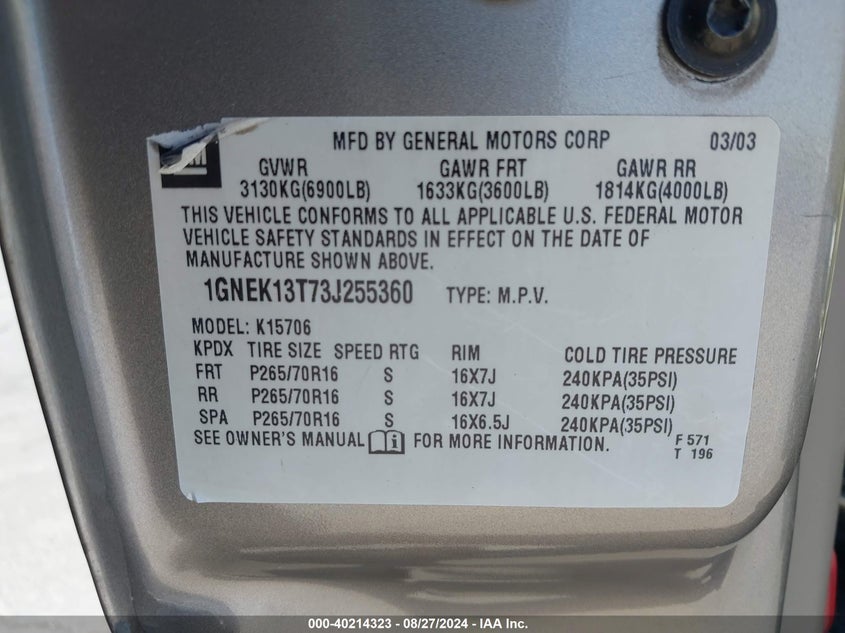 MFD BY GENERAL MOTORS CORP 03/03
GVWR GAWR FRT GAWR RR
3130KG(6900LB) 1633KG(3600LB) 1814KG(4000LB)
THIS VEHICLE CONFORMS TO ALL APPLICABLE U.S. FEDERAL MOTOR
VEHICLE SAFETY STANDARDS IN EFFECT ON THE DATE OF
MANUFACTURE SHOWN ABOVE.
1GNEK13T73J255360 TYPE: M.P.V.
MODEL: K15706
KPDX TIRE SIZE SPEED RTG RIM COLD TIRE PRESSURE
FRT P265/70R16 S 16X7J 240KPA(35PSI)
RR P265/70R16 S 16X7J 240KPA(35PSI)
SPA P265/70R16 S 16X6.5J 240KPA(35PSI)
SEE OWNER'S MANUAL FOR MORE INFORMATION.
F 571
T 196
000-40214323 - 08/27/2024 - IAA Inc.